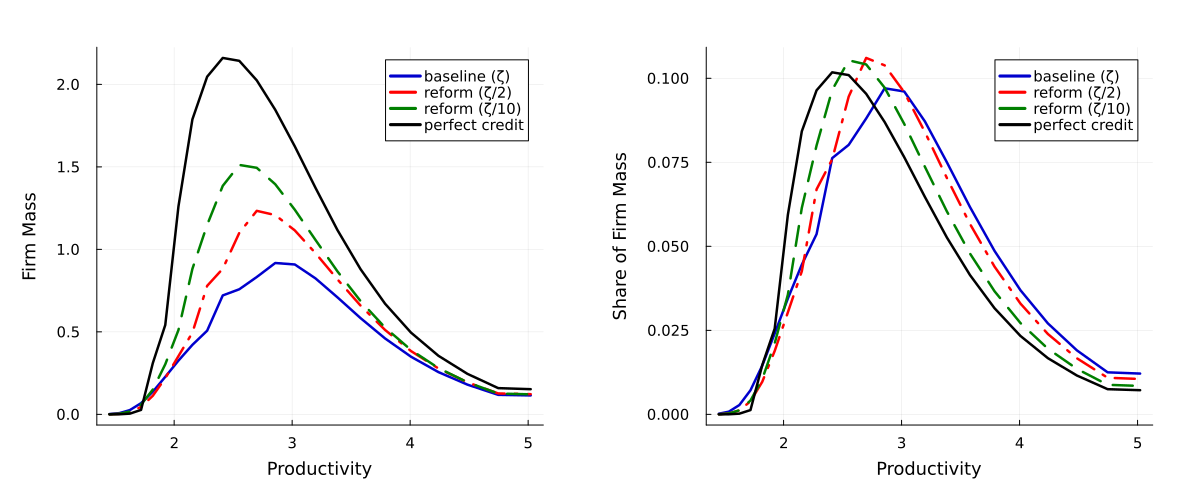 Firm Mass
2.0
1.5
1.0
0.5
0.0
2 3 4 5
Productivity
baseline (ζ)
reform (ζ/2)
reform (ζ/10)
perfect credit
Share of Firm Mass
0.100
0.075
0.050
0.025
0.000
2 3 4 5
Productivity
baseline (ζ)
reform (ζ/2)
reform (ζ/10)
perfect credit